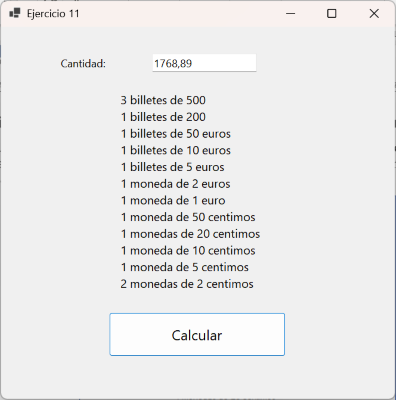 Ejercicio 11
Cantidad: 1768,89
3 billetes de 500
1 billetes de 200
1 billetes de 50 euros
1 billetes de 10 euros
1 billetes de 5 euros
1 moneda de 2 euros
1 moneda de 1 euro
1 moneda de 50 centimos
1 monedas de 20 centimos
1 moneda de 10 centimos
1 moneda de 5 centimos
2 monedas de 2 centimos
Calcular